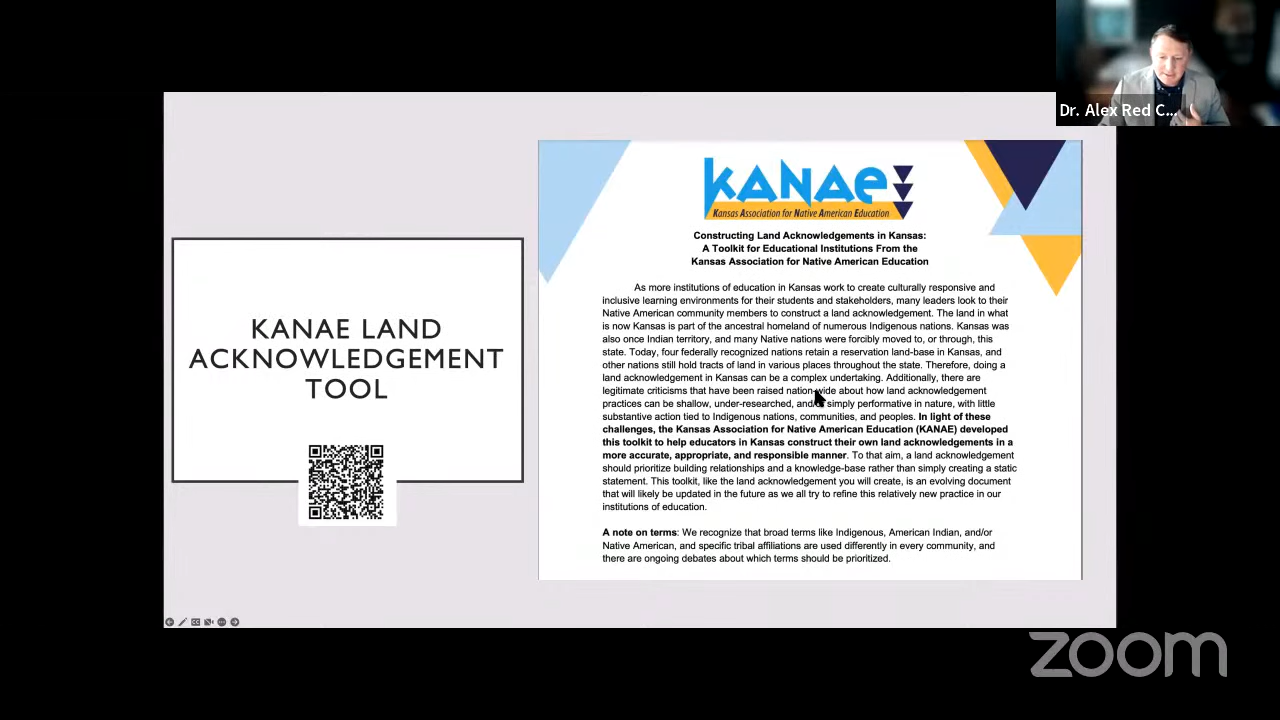 Dr. Alex Red C...
KANAE LAND
ACKNOWLEDGEMENT
TOOL
KANAE
Kansas Association for Native American Education
Constructing Land Acknowledgements in Kansas:
A Toolkit for Educational Institutions From the
Kansas Association for Native American Education
As more institutions of education in Kansas work to create culturally responsive and
inclusive learning environments for their students and stakeholders, many leaders look to their
Native American community members to construct a land acknowledgement. The land in what
is now Kansas is part of the ancestral homeland of numerous Indigenous nations. Kansas was
also once Indian territory, and many Native nations were forcibly moved to, or through, this
state. Today, four federally recognized nations retain a reservation land-base in Kansas, and
other nations still hold tracts of land in various places throughout the state. Therefore, doing a
land acknowledgement in Kansas can be a complex undertaking. Additionally, there are
legitimate criticisms that have been raised nationwide about how land acknowledgement
practices can be shallow, under-researched, and simply performative in nature, with little
substantive action tied to Indigenous nations, communities, and peoples. In light of these
challenges, the Kansas Association for Native American Education (KANAE) developed
this toolkit to help educators in Kansas construct their own land acknowledgements in a
more accurate, appropriate, and responsible manner. To that aim, a land acknowledgement
should prioritize building relationships and a knowledge-base rather than simply creating a static
statement. This toolkit, like the land acknowledgement you will create, is an evolving document
that will likely be updated in the future as we all try to refine this relatively new practice in our
institutions of education.
A note on terms: We recognize that broad terms like Indigenous, American Indian, and/or
Native American, and specific tribal affiliations are used differently in every community, and
there are ongoing debates about which terms should be prioritized.
zoom